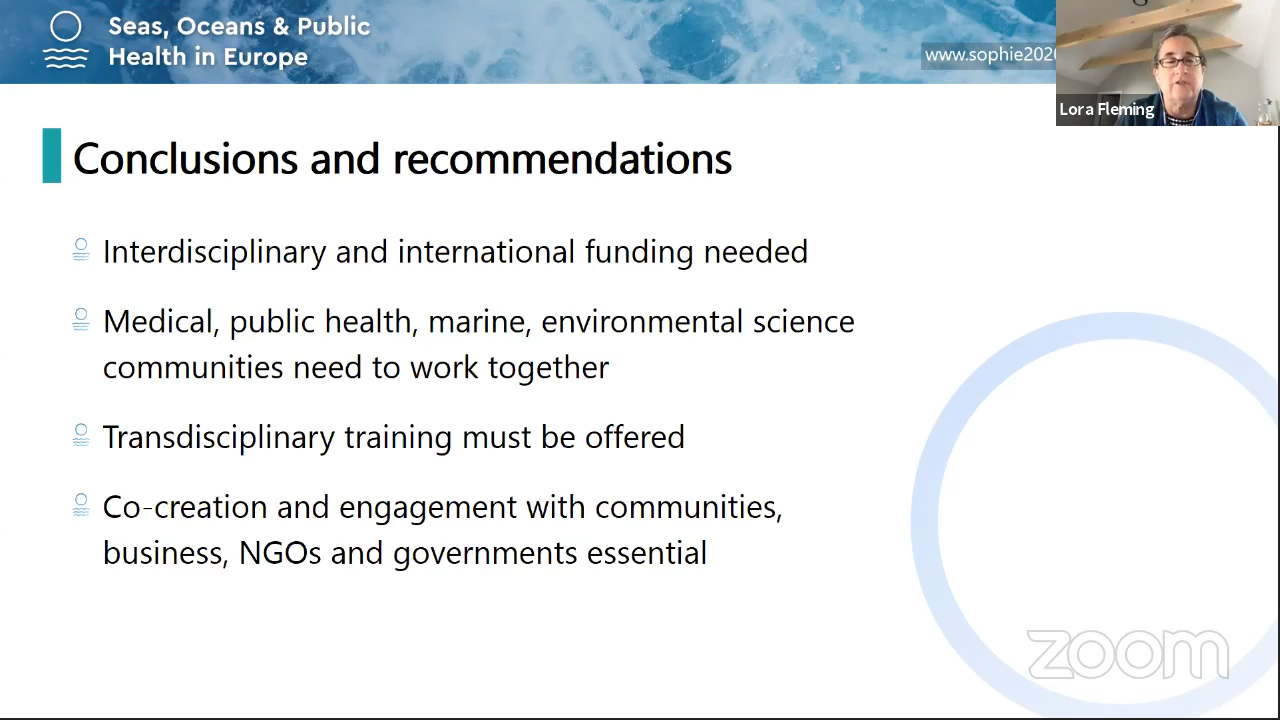 Seas, Oceans & Public
Health in Europe
www.sophie202
Lora Fleming
Conclusions and recommendations
Interdisciplinary and international funding needed
Medical, public health, marine, environmental science
communities need to work together
Transdisciplinary training must be offered
Co-creation and engagement with communities,
business, NGOs and governments essential
zoom